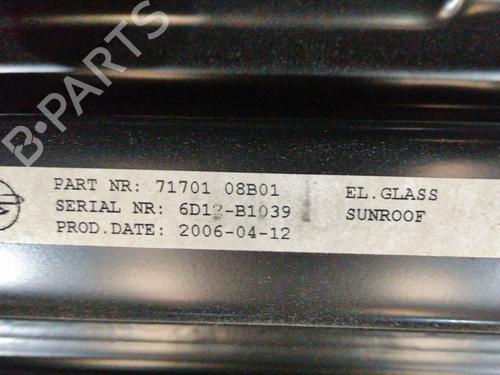 B-PARTS
PART NR: 71701 08B01 EL.GLASS
SERIAL NR: 6D12-B1039 SUNROOF
PROD.DATE: 2006-04-12